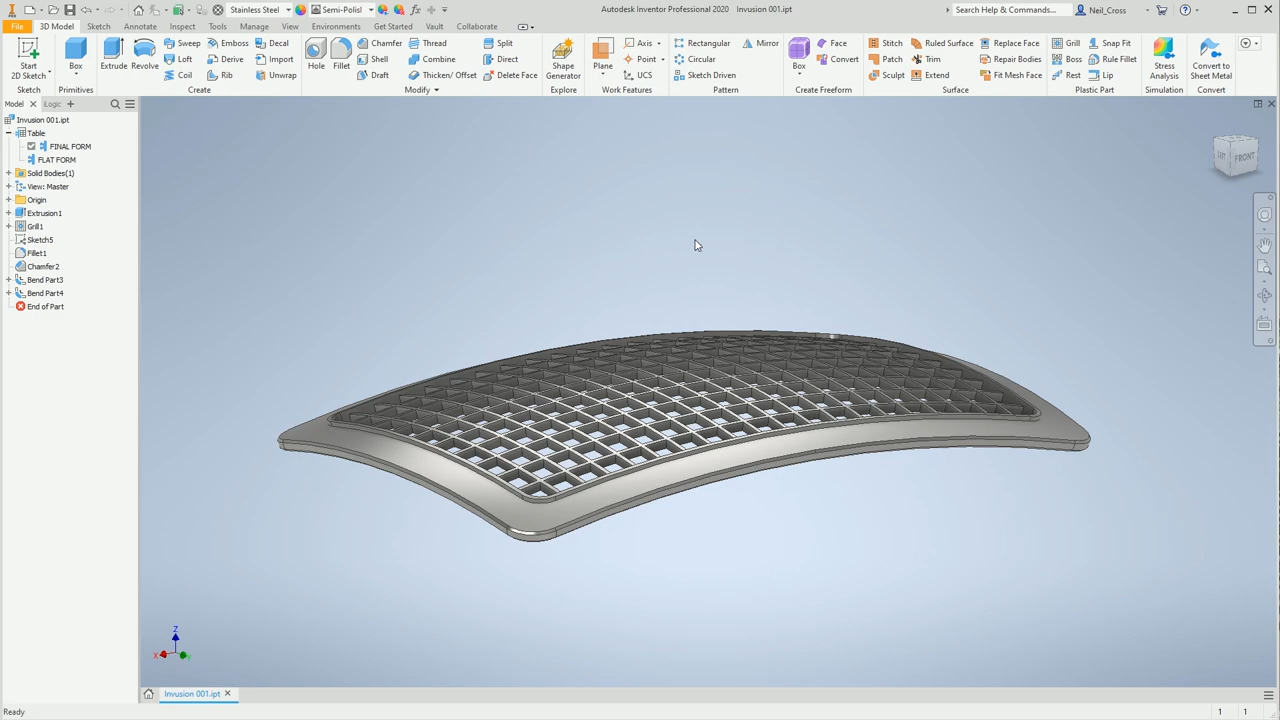 Stainless Steel
Semi-Polisl
Autodesk Inventor Professional 2020 Invusion 001.ipt
Search Help & Commands...
Neil_Cross
File 3D Model Sketch Annotate Inspect Tools Manage View Environments Get Started Vault Collaborate
Start
2D Sketch
Sketch
Box
Primitives
Extrude
Revolve
Sweep
Loft
Coil
Emboss
Derive
Rib
Decal
Import
Unwrap
Create
Hole
Fillet
Chamfer
Shell
Draft
Thread
Combine
Thicken/ Offset
Split
Direct
Delete Face
Modify
Shape
Generator
Explore
Plane
Axis
Point
UCS
Work Features
Rectangular
Circular
Sketch Driven
Mirror
Pattern
Box
Face
Convert
Create Freeform
Stitch
Patch
Sculpt
Ruled Surface
Trim
Extend
Replace Face
Repair Bodies
Fit Mesh Face
Surface
Grill
Boss
Rest
Snap Fit
Rule Fillet
Lip
Plastic Part
Stress
Analysis
Simulation
Convert to
Sheet Metal
Convert
Model
Logic
Invusion 001.ipt
Table
FINAL FORM
FLAT FORM
Solid Bodies(1)
View: Master
Origin
Extrusion1
Grill1
Sketch5
Fillet1
Chamfer2
Bend Part3
Bend Part4
End of Part
FRONT
Z
X
Invusion 001.ipt
Ready
1 1